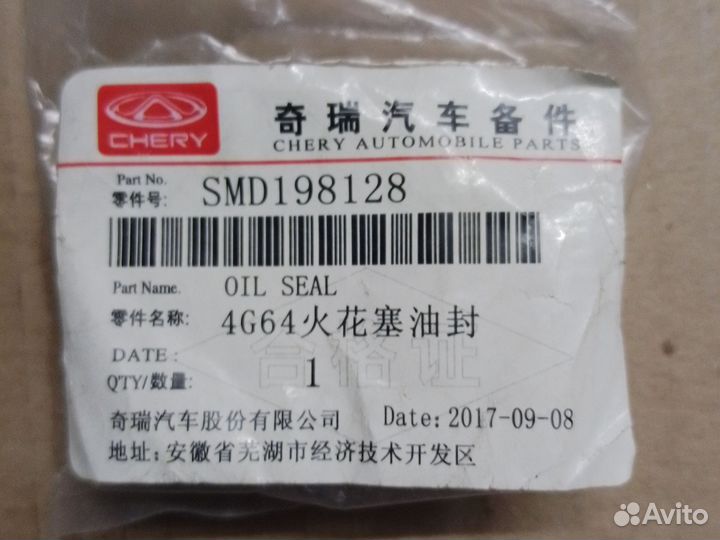 CHERY
奇瑞汽车备件
CHERY AUTOMOBILE PARTS
Part No.
零件号: SMD198128
Part Name. OIL SEAL
零件名称: 4G64火花塞油封
合格证
DATE:
QTY/数量: 1
奇瑞汽车股份有限公司 Date: 2017-09-08
地址: 安徽省芜湖市经济技术开发区
Avito